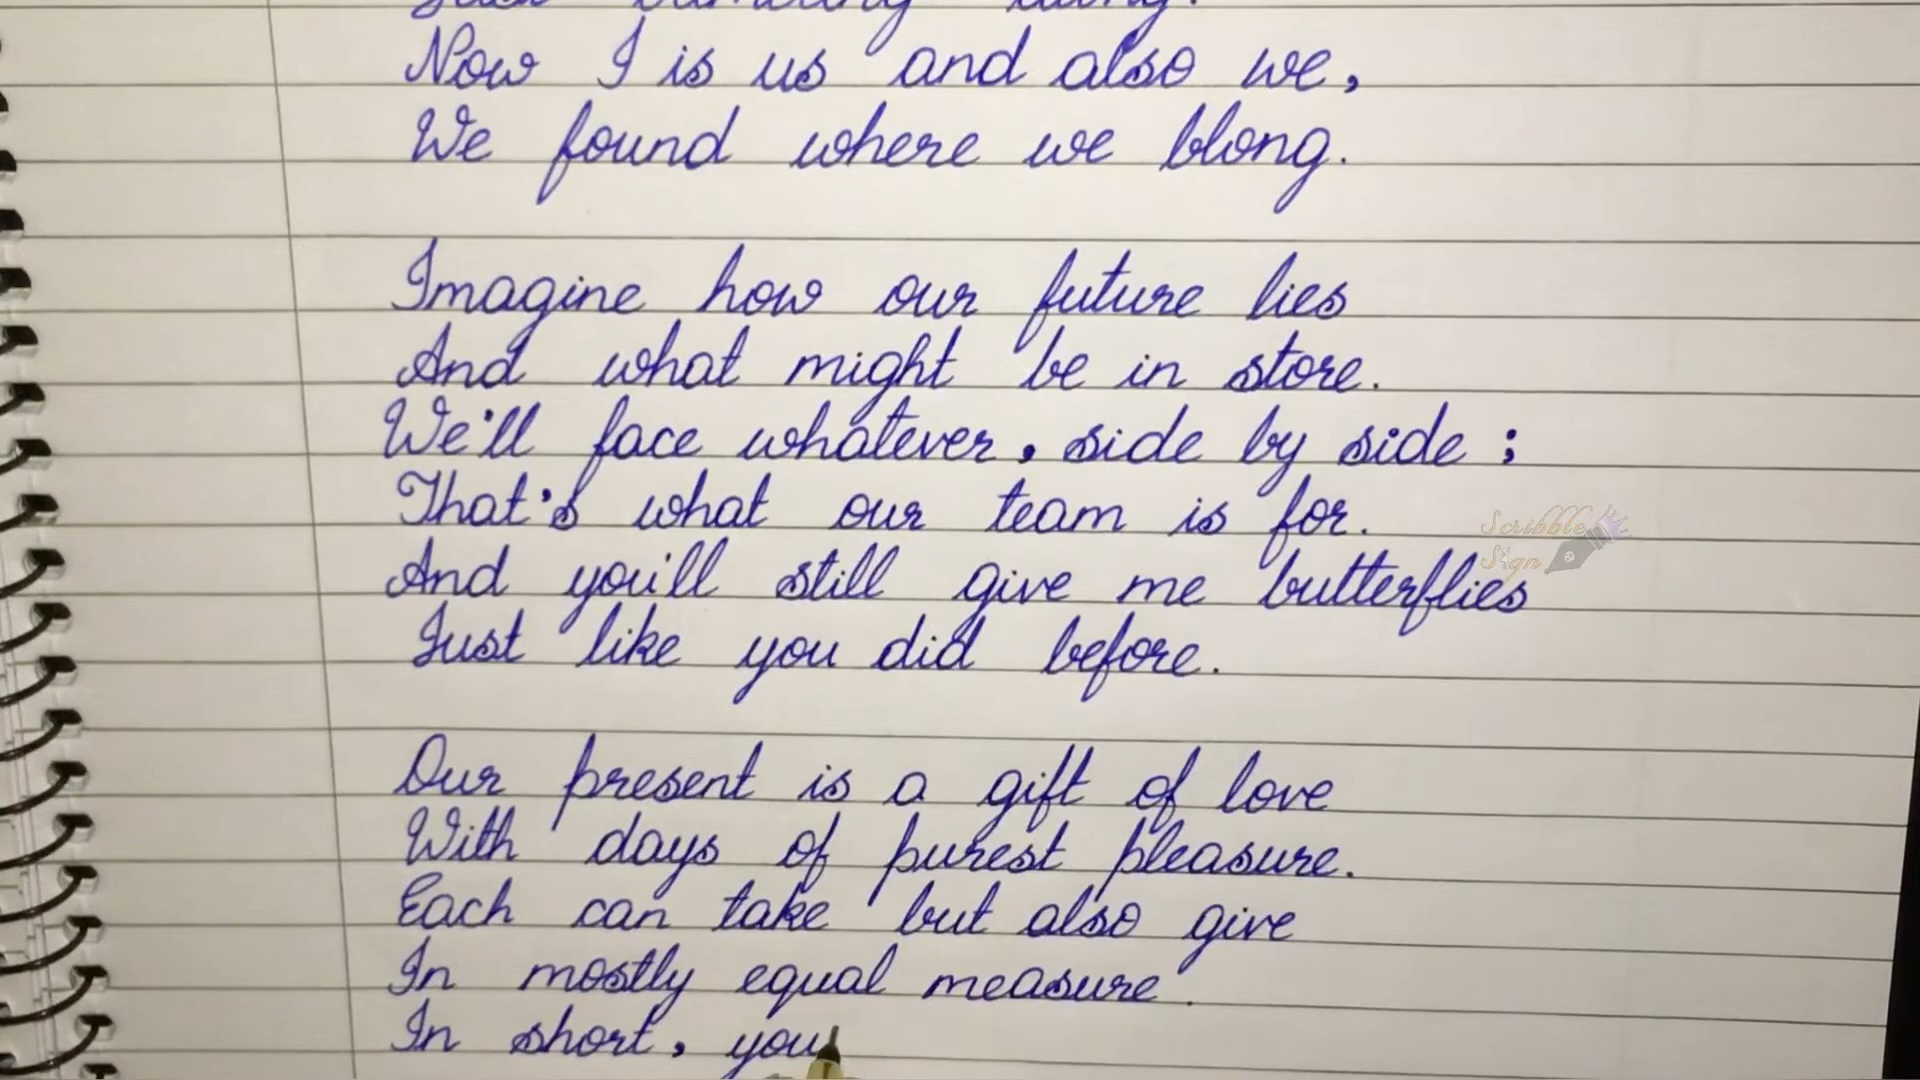 Now I is us and also we,
We found where we blong.
Imagine how our future lies
And what might be in store.
We'll face whatever, side by side ;
That's what our team is for.
And you'll still give me butterflies
Just like you did before.
Our present is a gift of love
With days of purest pleasure.
Each can take but also give
In mostly equal measure.
In short, you
Scribble
Sign